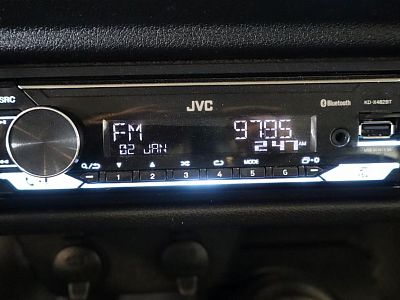 SRC
JVC
Bluetooth
KD-X482BT
FM 97.95
02 JAN 2:47 AM
MODE
1 2 3 4 5 6